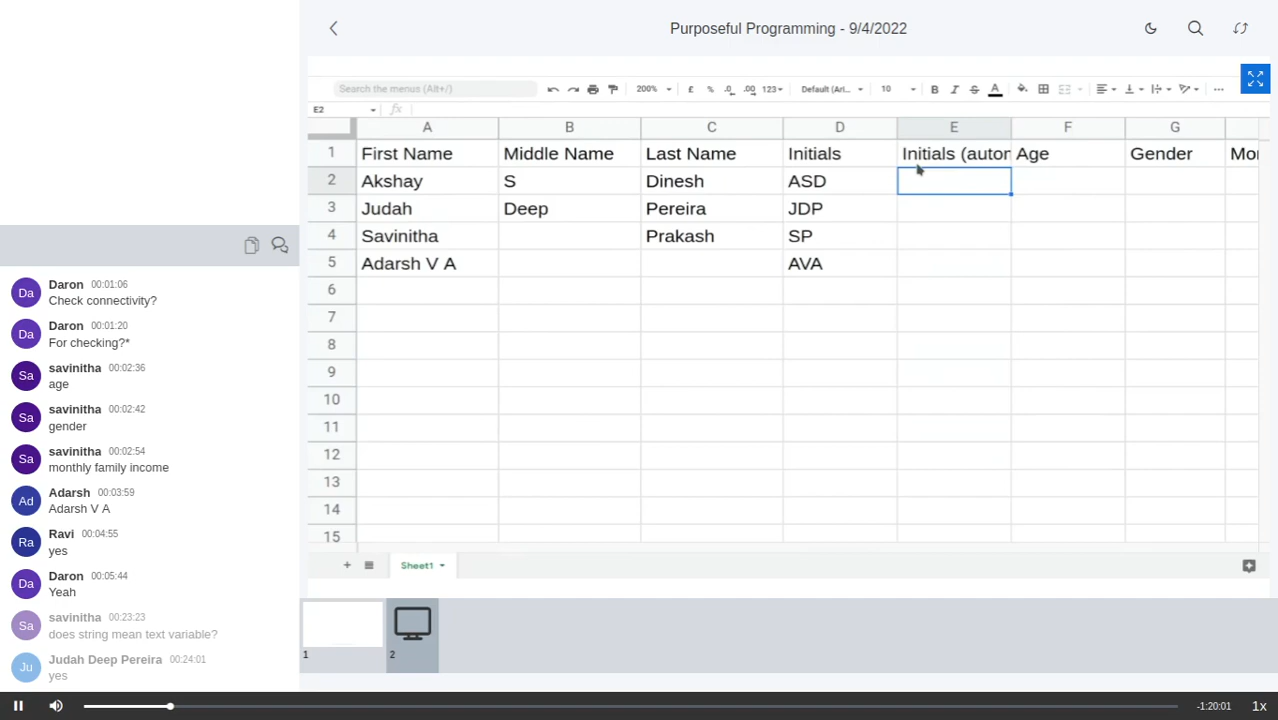 Purposeful Programming - 9/4/2022
Da
Daron 00:01:06
Check connectivity?
Da
Daron 00:01:20
For checking?*
Sa
savinitha 00:02:36
age
Sa
savinitha 00:02:42
gender
Sa
savinitha 00:02:54
monthly family income
Ad
Adarsh 00:03:59
Adarsh V A
Ra
Ravi 00:04:55
yes
Da
Daron 00:05:44
Yeah
Sa
savinitha 00:23:23
does string mean text variable?
Ju
Judah Deep Pereira 00:24:01
yes
Search the menus (Alt+/) 200% £ % .0 .00 123 Default (Ari... 10 B I S A
E2 fx
A B C D E F G
1 First Name Middle Name Last Name Initials Initials (autor Age Gender Mo
2 Akshay S Dinesh ASD
3 Judah Deep Pereira JDP
4 Savinitha Prakash SP
5 Adarsh V A AVA
6
7
8
9
10
11
12
13
14
15
+ Sheet1
1 2
-1:20:01 1x